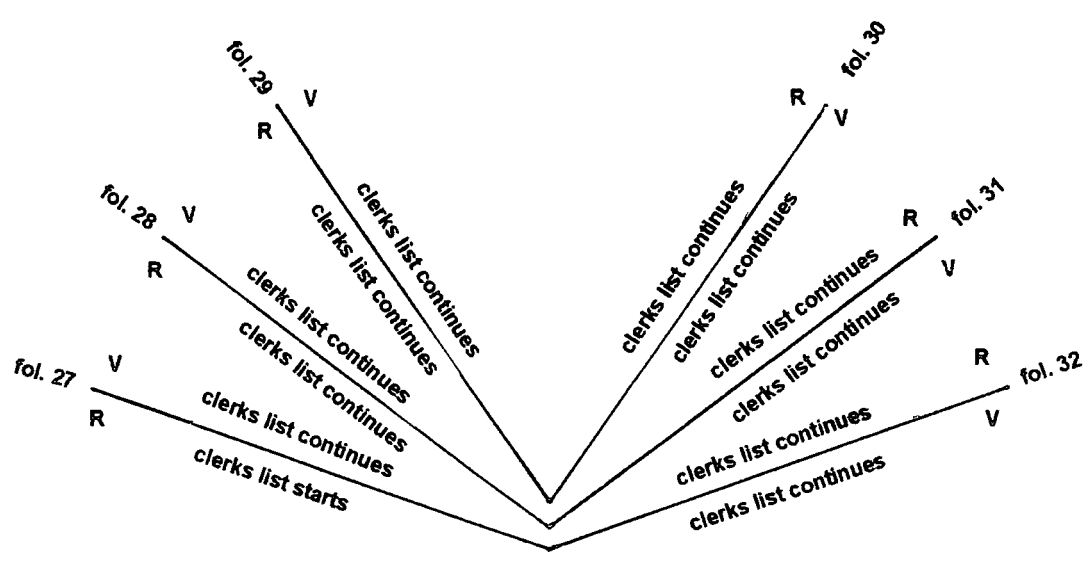 fol. 29
V
R
clerks list continues
clerks list continues
fol. 28
V
R
clerks list continues
clerks list continues
fol. 27
V
R
clerks list continues
clerks list starts
fol. 30
R
V
clerks list continues
clerks list continues
fol. 31
R
V
clerks list continues
clerks list continues
fol. 32
R
V
clerks list continues
clerks list continues